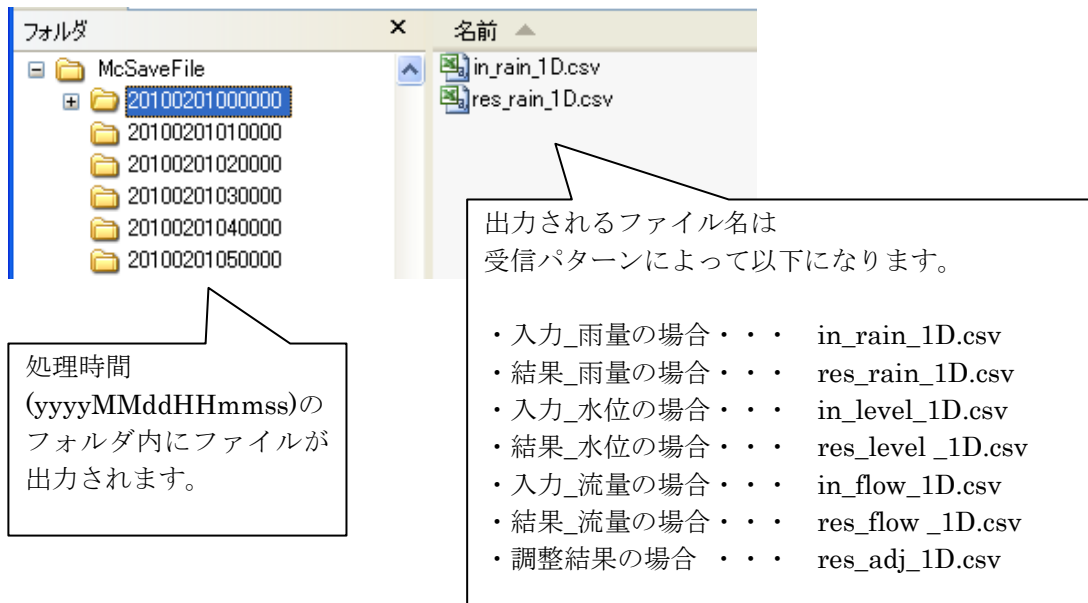 フォルダ
×
名前
McSaveFile
20100201000000
20100201010000
20100201020000
20100201030000
20100201040000
20100201050000
in_rain_1D.csv
res_rain_1D.csv
処理時間
(yyyyMMddHHmmss)の
フォルダ内にファイルが
出力されます。
出力されるファイル名は
受信パターンによって以下になります。
・入力_雨量の場合・・・ in_rain_1D.csv
・結果_雨量の場合・・・ res_rain_1D.csv
・入力_水位の場合・・・ in_level_1D.csv
・結果_水位の場合・・・ res_level _1D.csv
・入力_流量の場合・・・ in_flow_1D.csv
・結果_流量の場合・・・ res_flow _1D.csv
・調整結果の場合 ・・・ res_adj_1D.csv